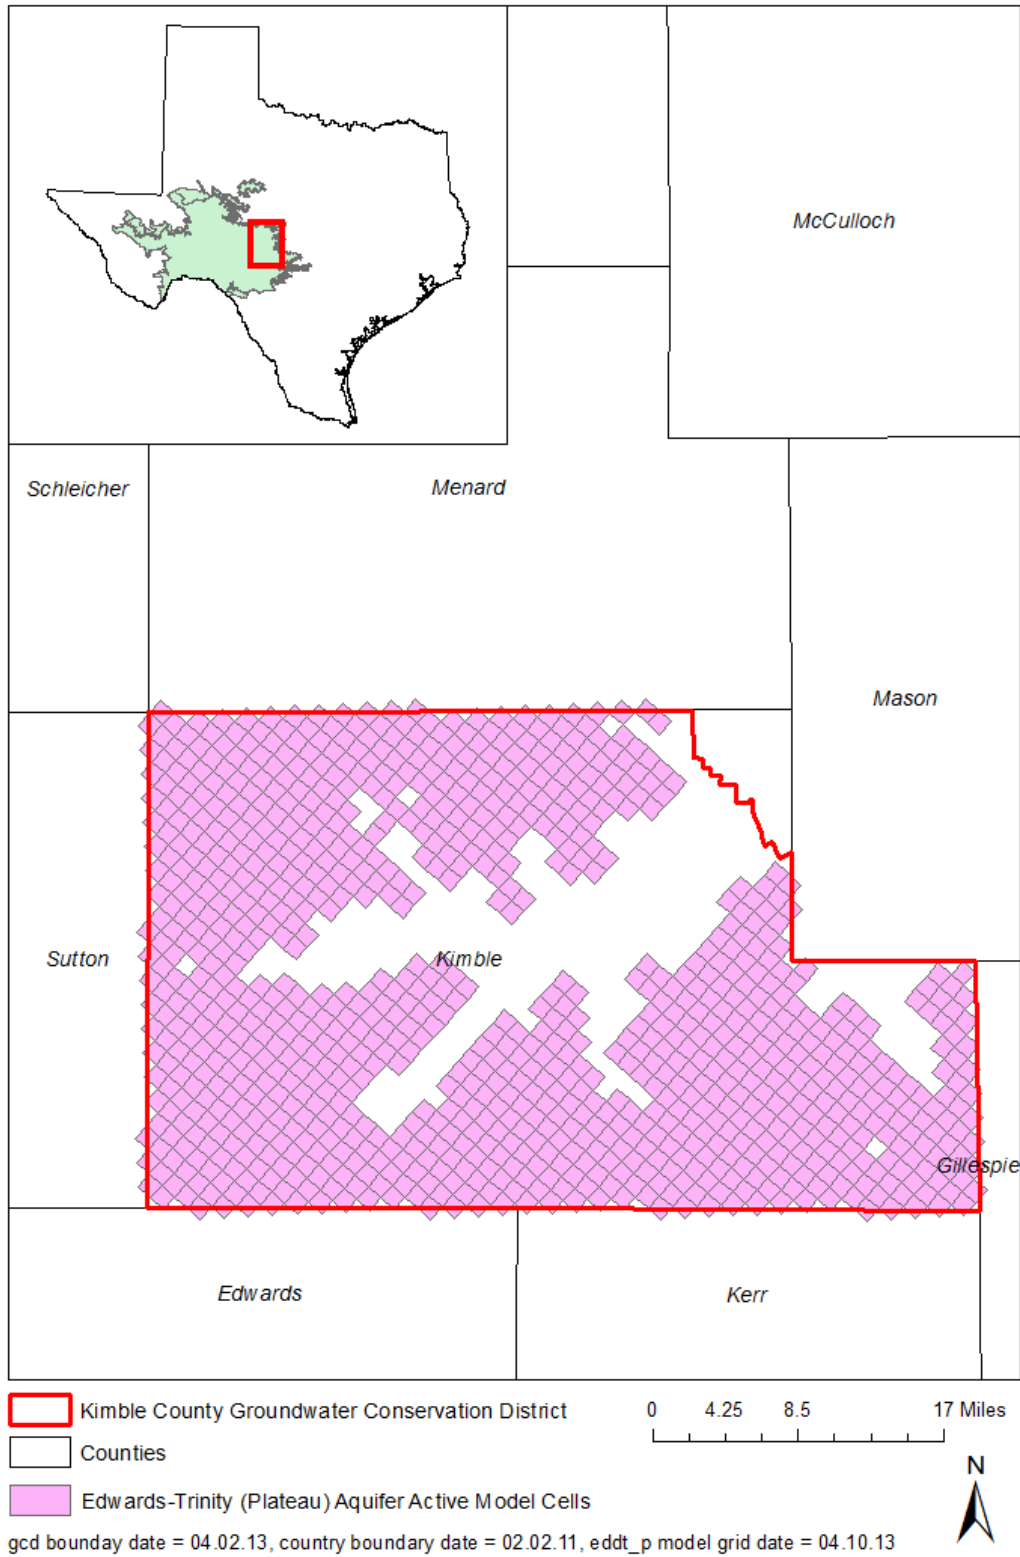 McCulloch
Schleicher
Menard
Mason
Sutton
Kimble
Gillespie
Edwards
Kerr
Kimble County Groundwater Conservation District
0 4.25 8.5 17 Miles
Counties
N
Edwards-Trinity (Plateau) Aquifer Active Model Cells
gcd bounday date = 04.02.13, country boundary date = 02.02.11, eddt_p model grid date = 04.10.13